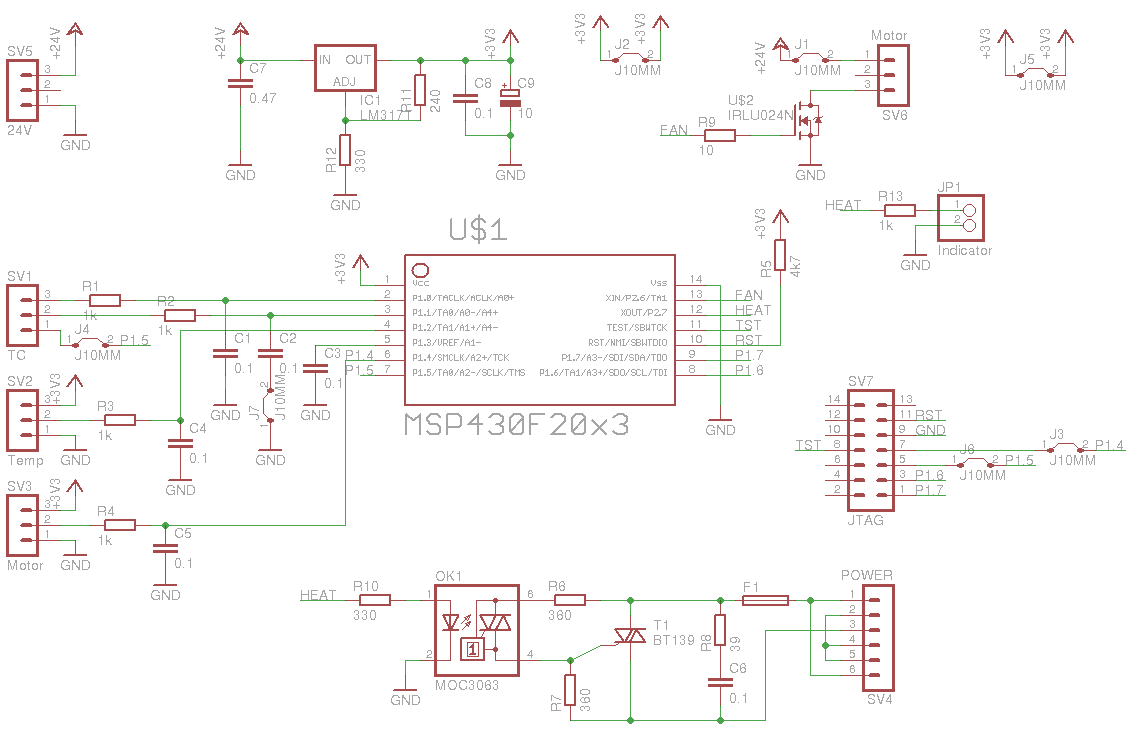 SV5
3
2
1
24V
+24V
GND
+24V
C7
0.47
GND
IN OUT
ADJ
IC1
LM317T
R11
240
R12
330
GND
C8
0.1
+3V3
C9
+
10
GND
+3V3
J2
1 2
J10MM
+3V3
+24V
J1
1 2
J10MM
Motor
1
2
3
SV6
U$2
IRLU024N
FAN
R9
10
GND
+3V3
J5
1 2
J10MM
+3V3
HEAT
R13
1k
JP1
1
2
Indicator
GND
U$1
+3V3
1 Vcc
2 P1.0/TACLK/ACLK/A0+
3 P1.1/TA0/A0-/A4+
4 P1.2/TA1/A1+/A4-
5 P1.3/VREF/A1-
P1.4 6 P1.4/SMCLK/A2+/TCK
P1.5 7 P1.5/TA0/A2-/SCLK/TMS
Vss 14
XIN/P2.6/TA1 13 FAN
XOUT/P2.7 12 HEAT
TEST/SBWTCK 11 TST
RST/NMI/SBWTDIO 10 RST
P1.7/A3-/SDI/SDA/TDO 9 P1.7
P1.6/TA1/A3+/SDO/SCL/TDI 8 P1.6
MSP430F20x3
GND
+3V3
R5
4k7
SV1
3
2
1
TC
R1
1k
R2
1k
J4
1 2
J10MM
P1.5
C1
0.1
GND
C2
0.1
J7
2
1
J10MM
GND
C3
0.1
GND
SV2
3
2
1
Temp
+3V3
GND
R3
1k
C4
0.1
GND
SV3
3
2
1
Motor
+3V3
GND
R4
1k
C5
0.1
GND
SV7
14 13
12 11 RST
10 9 GND
TST 8 7
6 5
4 3 P1.6
2 1 P1.7
JTAG
J6
1 2
J10MM
P1.5
J3
1 2
J10MM
P1.4
HEAT
R10
330
OK1
1
2
6
4
1
MOC3063
GND
R6
360
R7
360
T1
BT139
R8
39
C6
0.1
F1
POWER
1
2
3
4
5
6
SV4